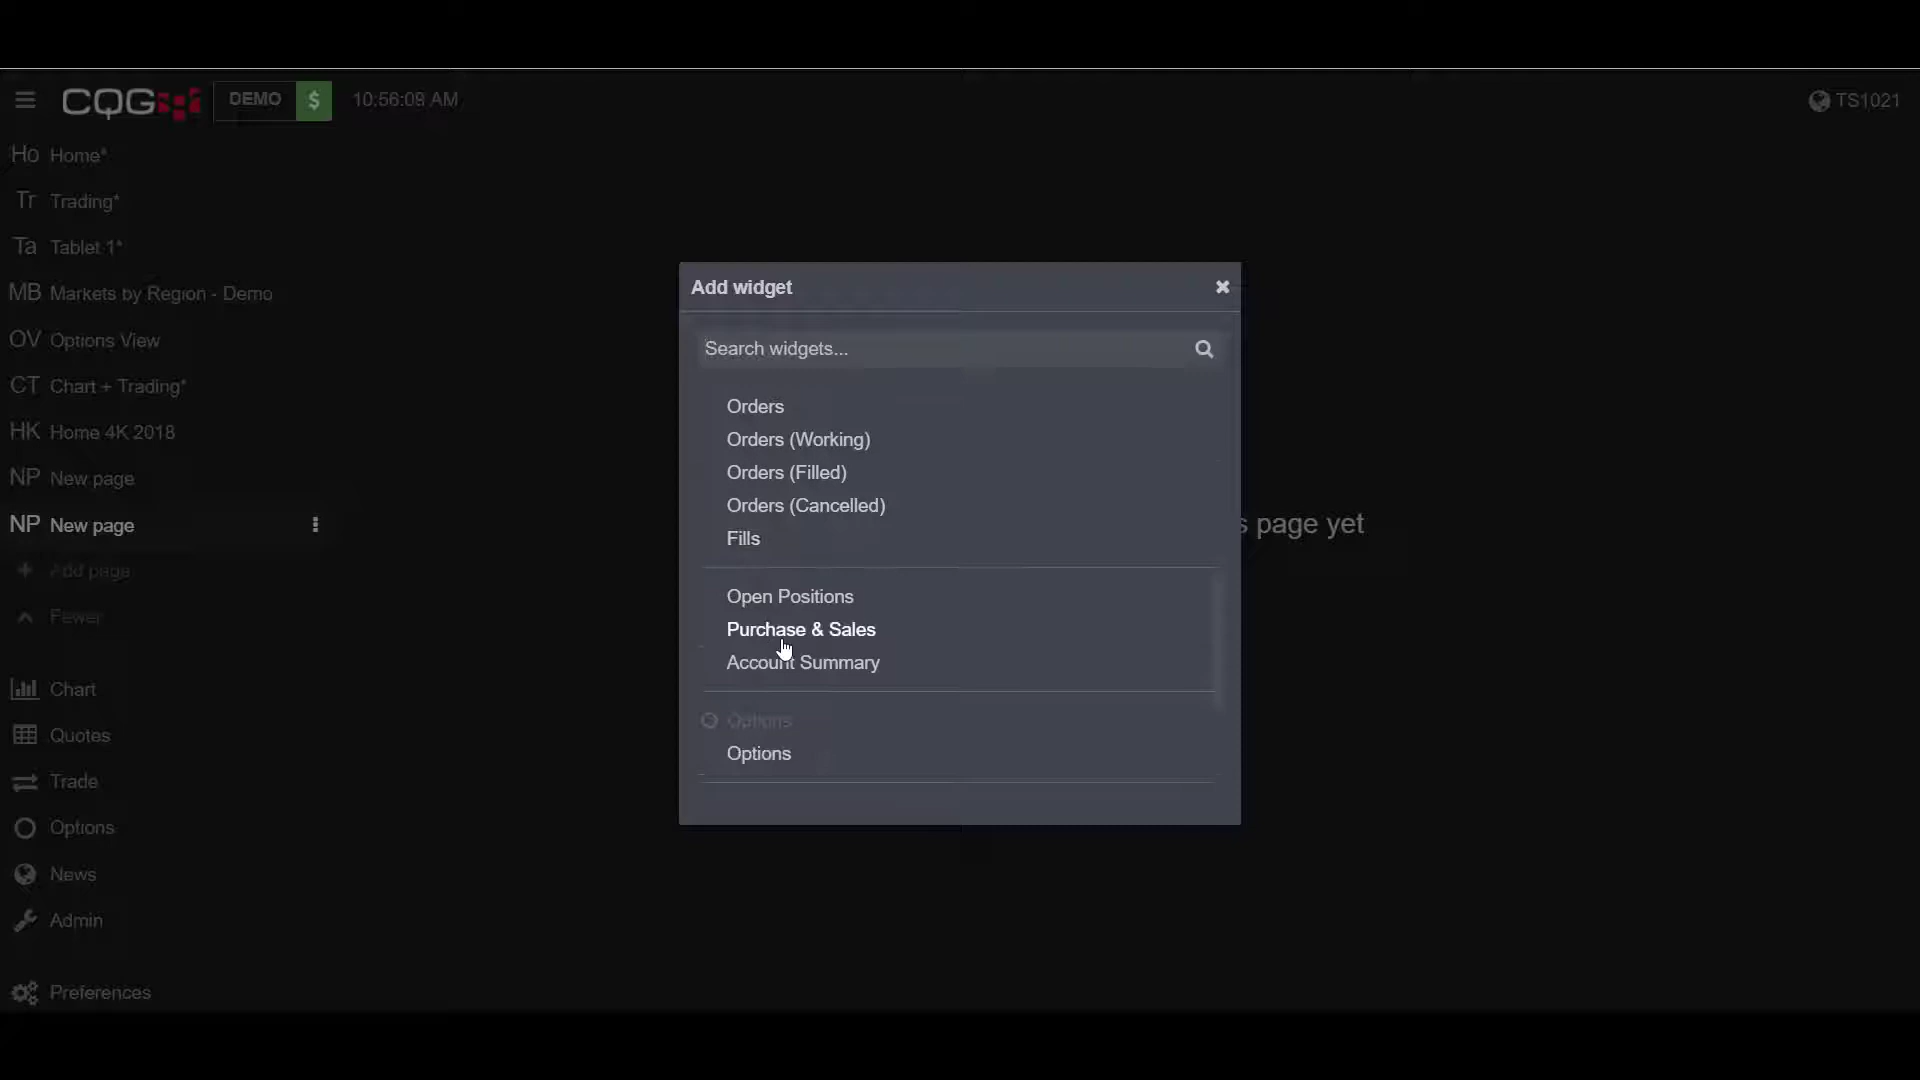 CQG
DEMO $ 10:56:09 AM
TS1021
Ho Home*
Tr Trading*
Ta Tablet 1*
MB Markets by Region - Demo
OV Options View
CT Chart + Trading*
HK Home 4K 2018
NP New page
NP New page
+ Add page
Fewer
Chart
Quotes
Trade
Options
News
Admin
Preferences
Add widget
Search widgets...
Orders
Orders (Working)
Orders (Filled)
Orders (Cancelled)
Fills
Open Positions
Purchase & Sales
Account Summary
Options
Options
s page yet